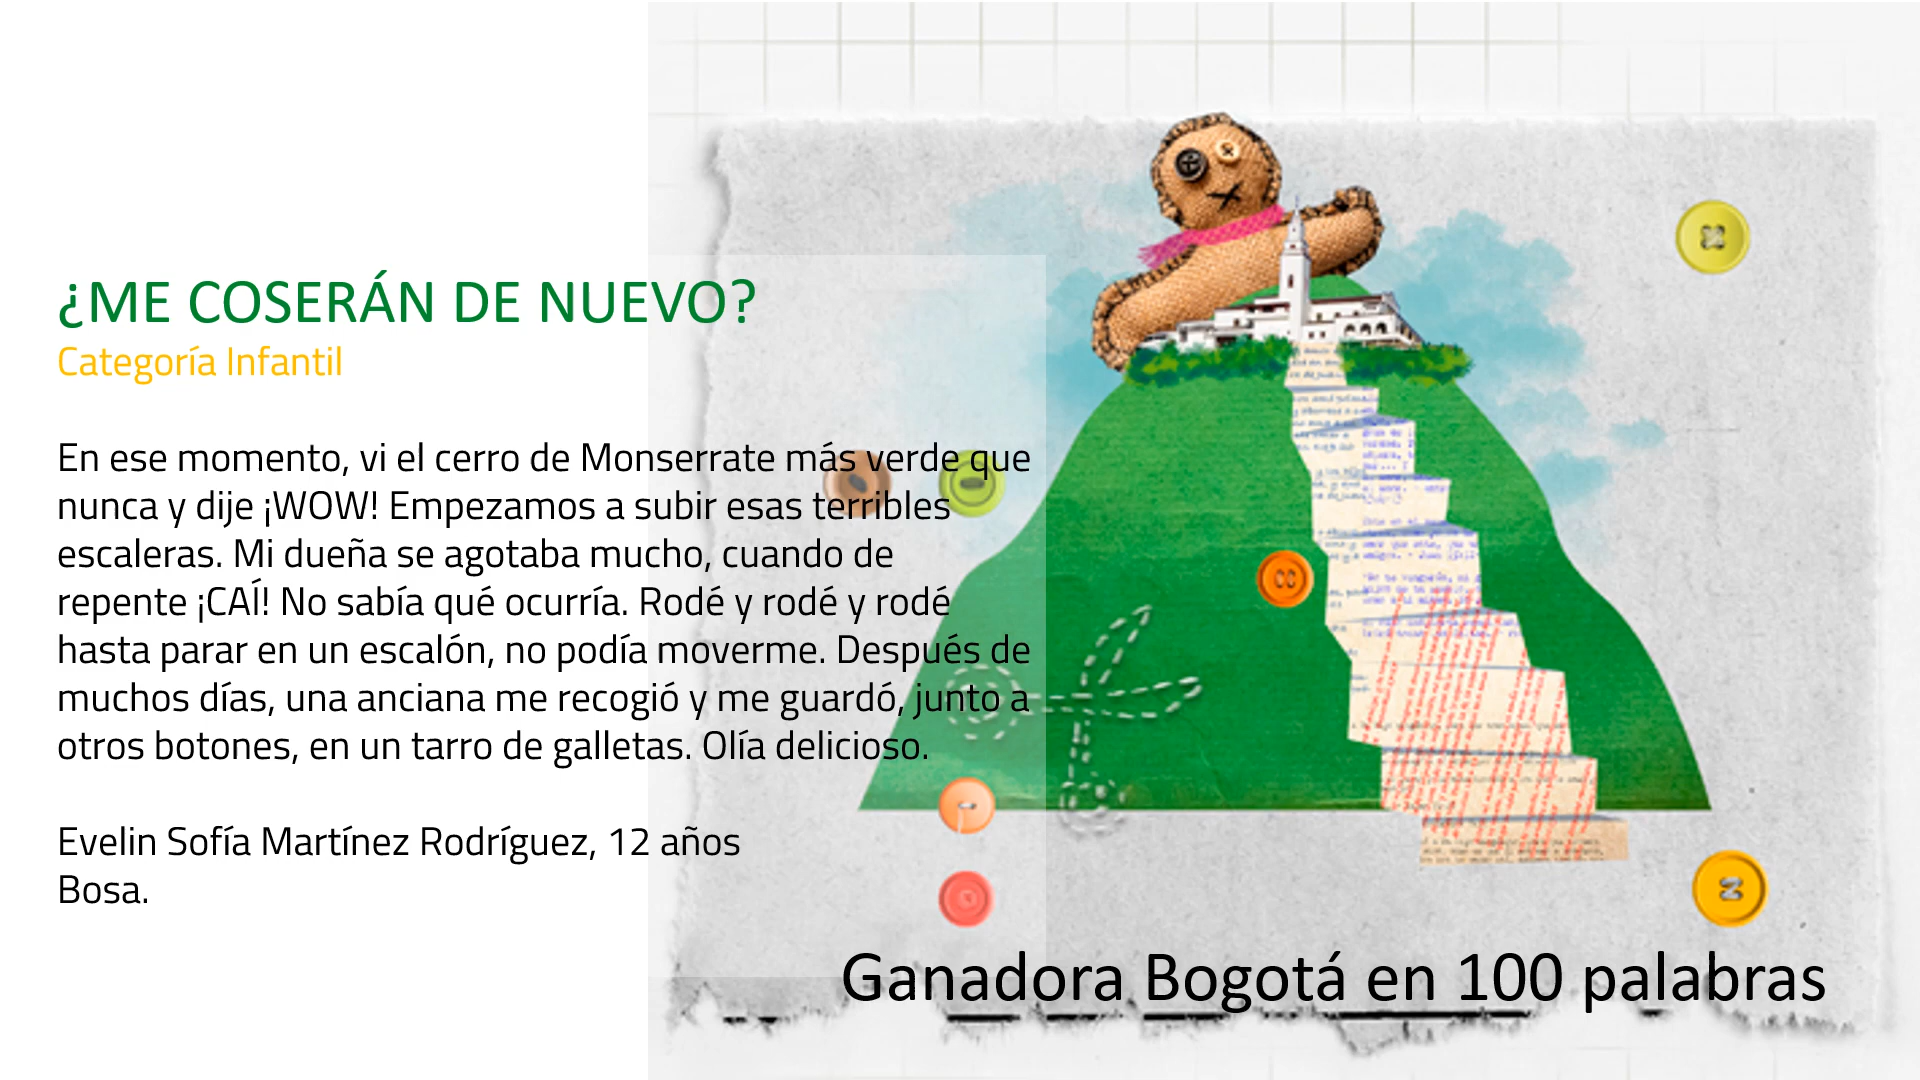 ¿ME COSERÁN DE NUEVO?
Categoría Infantil
En ese momento, vi el cerro de Monserrate más verde que
nunca y dije ¡WOW! Empezamos a subir esas terribles
escaleras. Mi dueña se agotaba mucho, cuando de
repente ¡CAÍ! No sabía qué ocurría. Rodé y rodé y rodé
hasta parar en un escalón, no podía moverme. Después de
muchos días, una anciana me recogió y me guardó, junto a
otros botones, en un tarro de galletas. Olía delicioso.
Evelin Sofía Martínez Rodríguez, 12 años
Bosa.
Ganadora Bogotá en 100 palabras